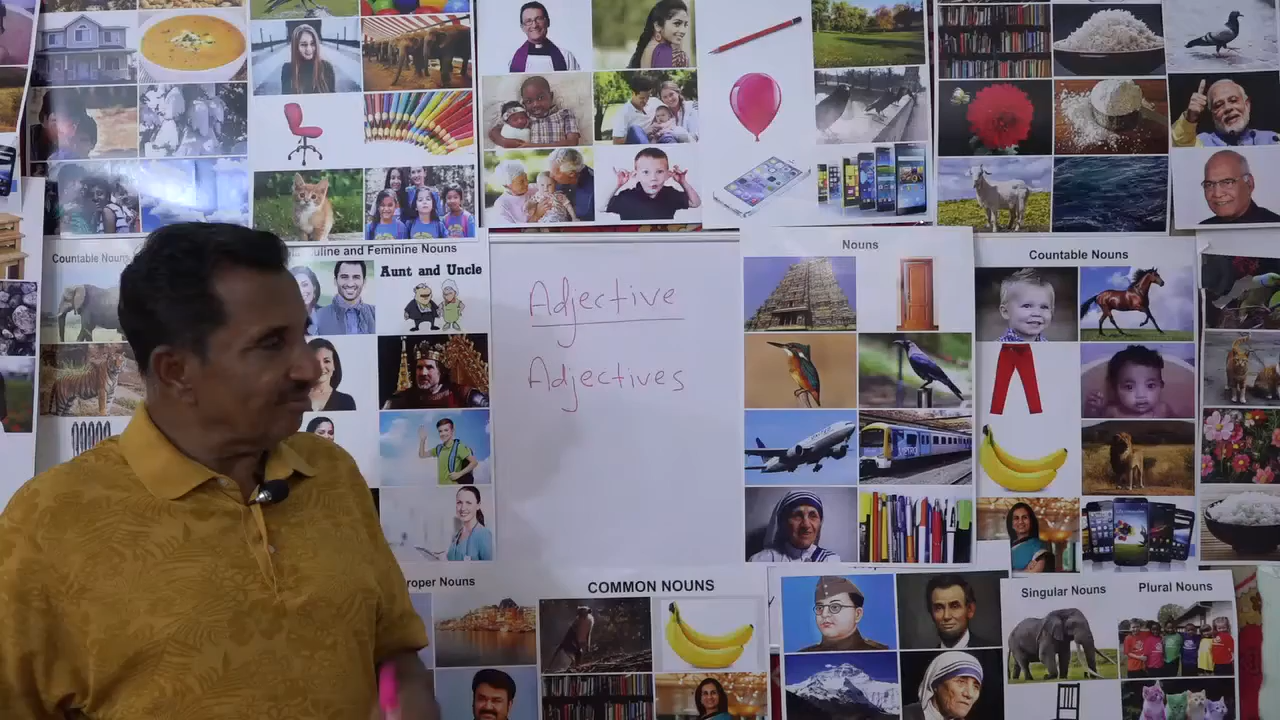 Countable Nouns
uline and Feminine Nouns
Aunt and Uncle
Adjective
Adjectives
Nouns
Countable Nouns
METRO
roper Nouns
COMMON NOUNS
Singular Nouns
Plural Nouns